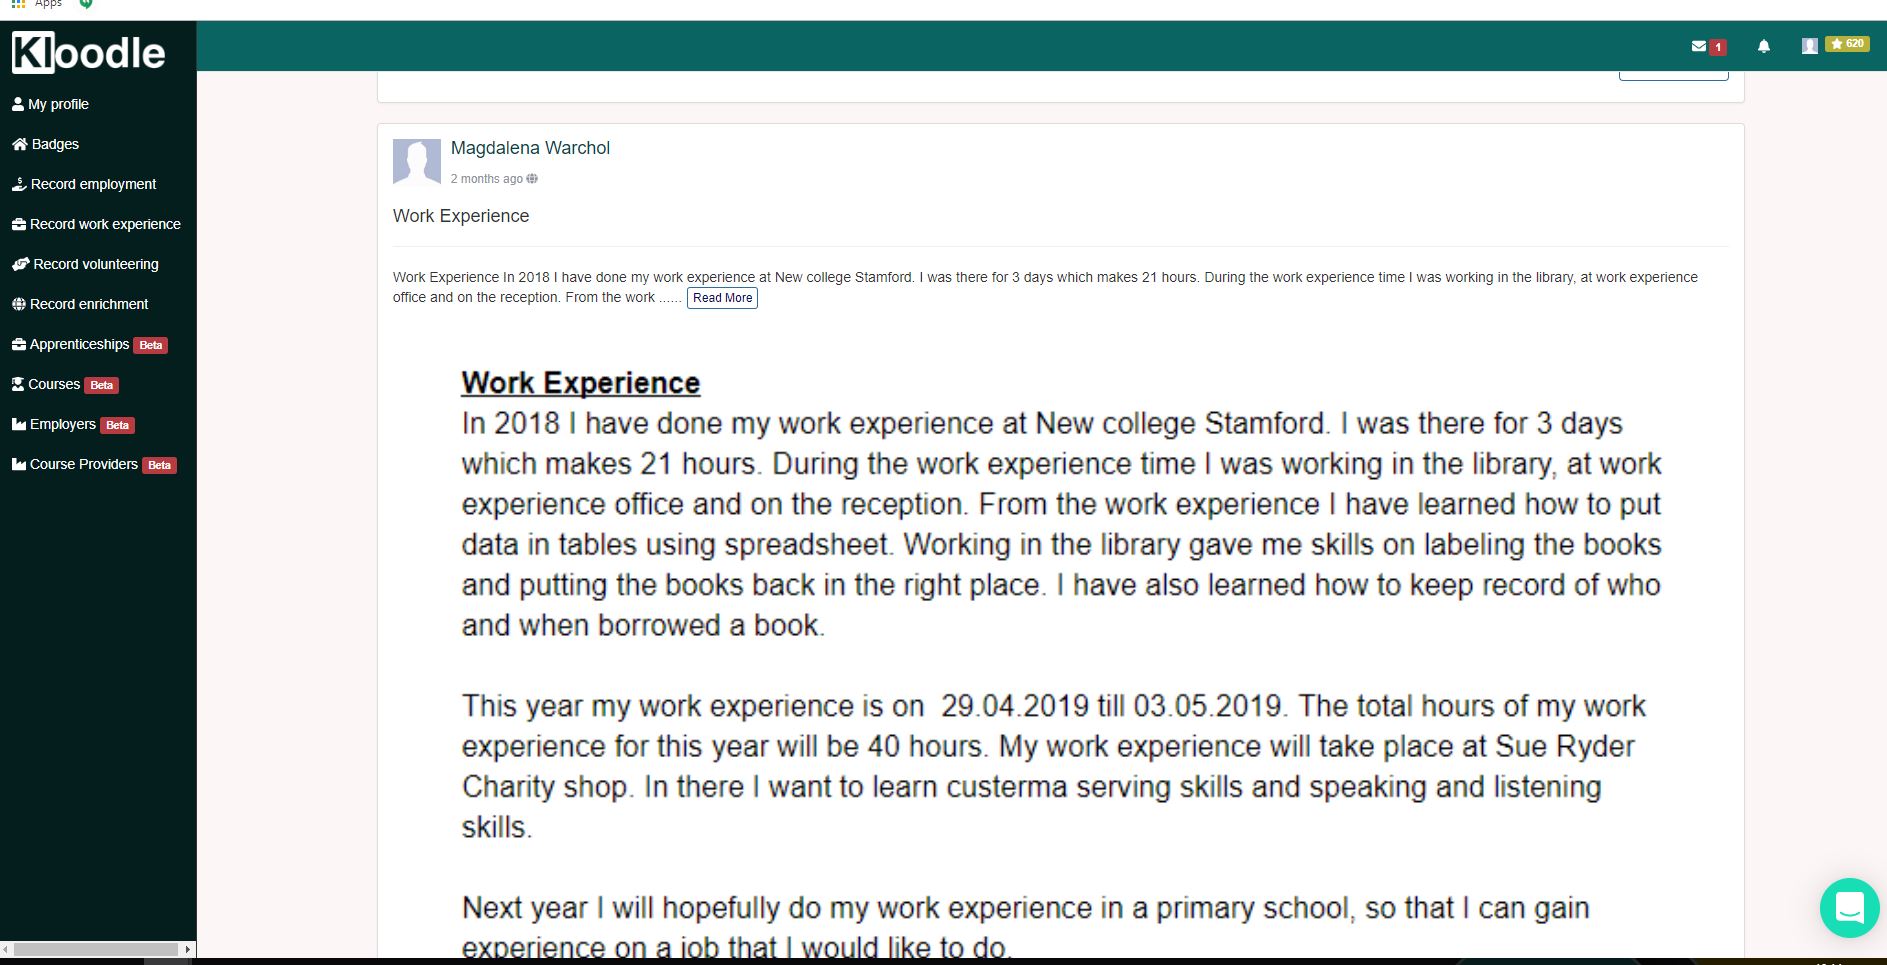 Apps
Kloodle
1
620
My profile
Badges
Record employment
Record work experience
Record volunteering
Record enrichment
Apprenticeships Beta
Courses Beta
Employers Beta
Course Providers Beta
Magdalena Warchol
2 months ago
Work Experience
Work Experience In 2018 I have done my work experience at New college Stamford. I was there for 3 days which makes 21 hours. During the work experience time I was working in the library, at work experience
office and on the reception. From the work ...... Read More
Work Experience
In 2018 I have done my work experience at New college Stamford. I was there for 3 days
which makes 21 hours. During the work experience time I was working in the library, at work
experience office and on the reception. From the work experience I have learned how to put
data in tables using spreadsheet. Working in the library gave me skills on labeling the books
and putting the books back in the right place. I have also learned how to keep record of who
and when borrowed a book.
This year my work experience is on  29.04.2019 till 03.05.2019. The total hours of my work
experience for this year will be 40 hours. My work experience will take place at Sue Ryder
Charity shop. In there I want to learn custerma serving skills and speaking and listening
skills.
Next year I will hopefully do my work experience in a primary school, so that I can gain
experience on a job that I would like to do.